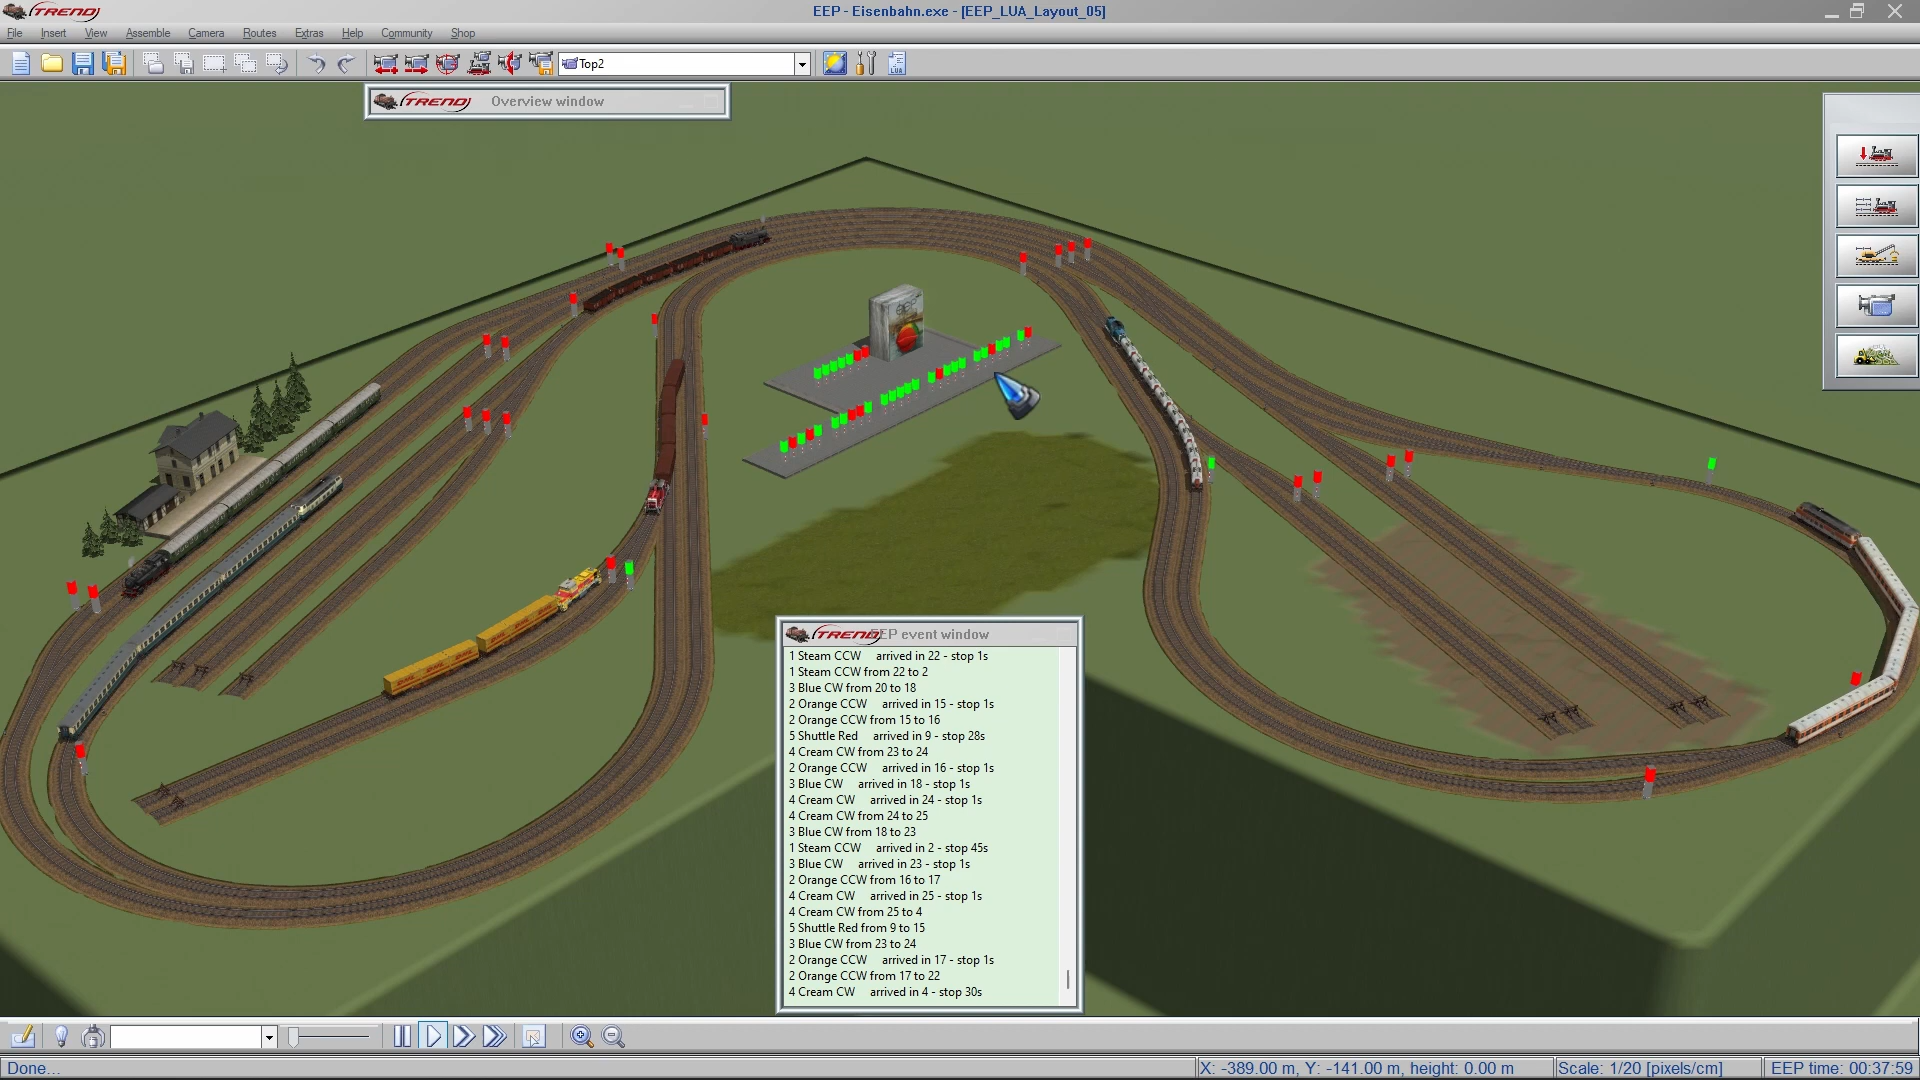 TREND
EEP - Eisenbahn.exe - [EEP_LUA_Layout_05]
File Insert View Assemble Camera Routes Extras Help Community Shop
Top2
LUA
TREND Overview window
TREND EEP event window
1 Steam CCW arrived in 22 - stop 1s
1 Steam CCW from 22 to 2
3 Blue CW from 20 to 18
2 Orange CCW arrived in 15 - stop 1s
2 Orange CCW from 15 to 16
5 Shuttle Red arrived in 9 - stop 28s
4 Cream CW from 23 to 24
2 Orange CCW arrived in 16 - stop 1s
3 Blue CW arrived in 18 - stop 1s
4 Cream CW arrived in 24 - stop 1s
4 Cream CW from 24 to 25
3 Blue CW from 18 to 23
1 Steam CCW arrived in 2 - stop 45s
3 Blue CW arrived in 23 - stop 1s
2 Orange CCW from 16 to 17
4 Cream CW arrived in 25 - stop 1s
4 Cream CW from 25 to 4
5 Shuttle Red from 9 to 15
3 Blue CW from 23 to 24
2 Orange CCW arrived in 17 - stop 1s
2 Orange CCW from 17 to 22
4 Cream CW arrived in 4 - stop 30s
Done...
X: -389.00 m, Y: -141.00 m, height: 0.00 m
Scale: 1/20 [pixels/cm]
EEP time: 00:37:59